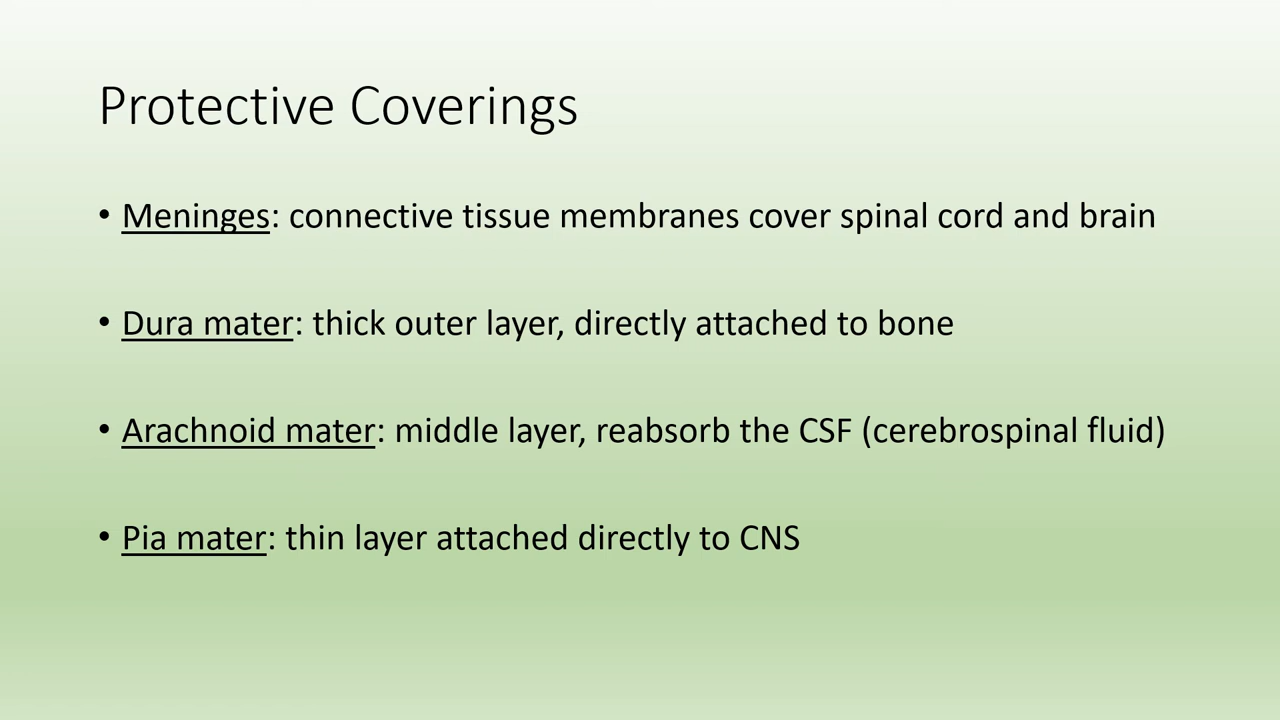 Protective Coverings
• Meninges: connective tissue membranes cover spinal cord and brain
• Dura mater: thick outer layer, directly attached to bone
• Arachnoid mater: middle layer, reabsorb the CSF (cerebrospinal fluid)
• Pia mater: thin layer attached directly to CNS